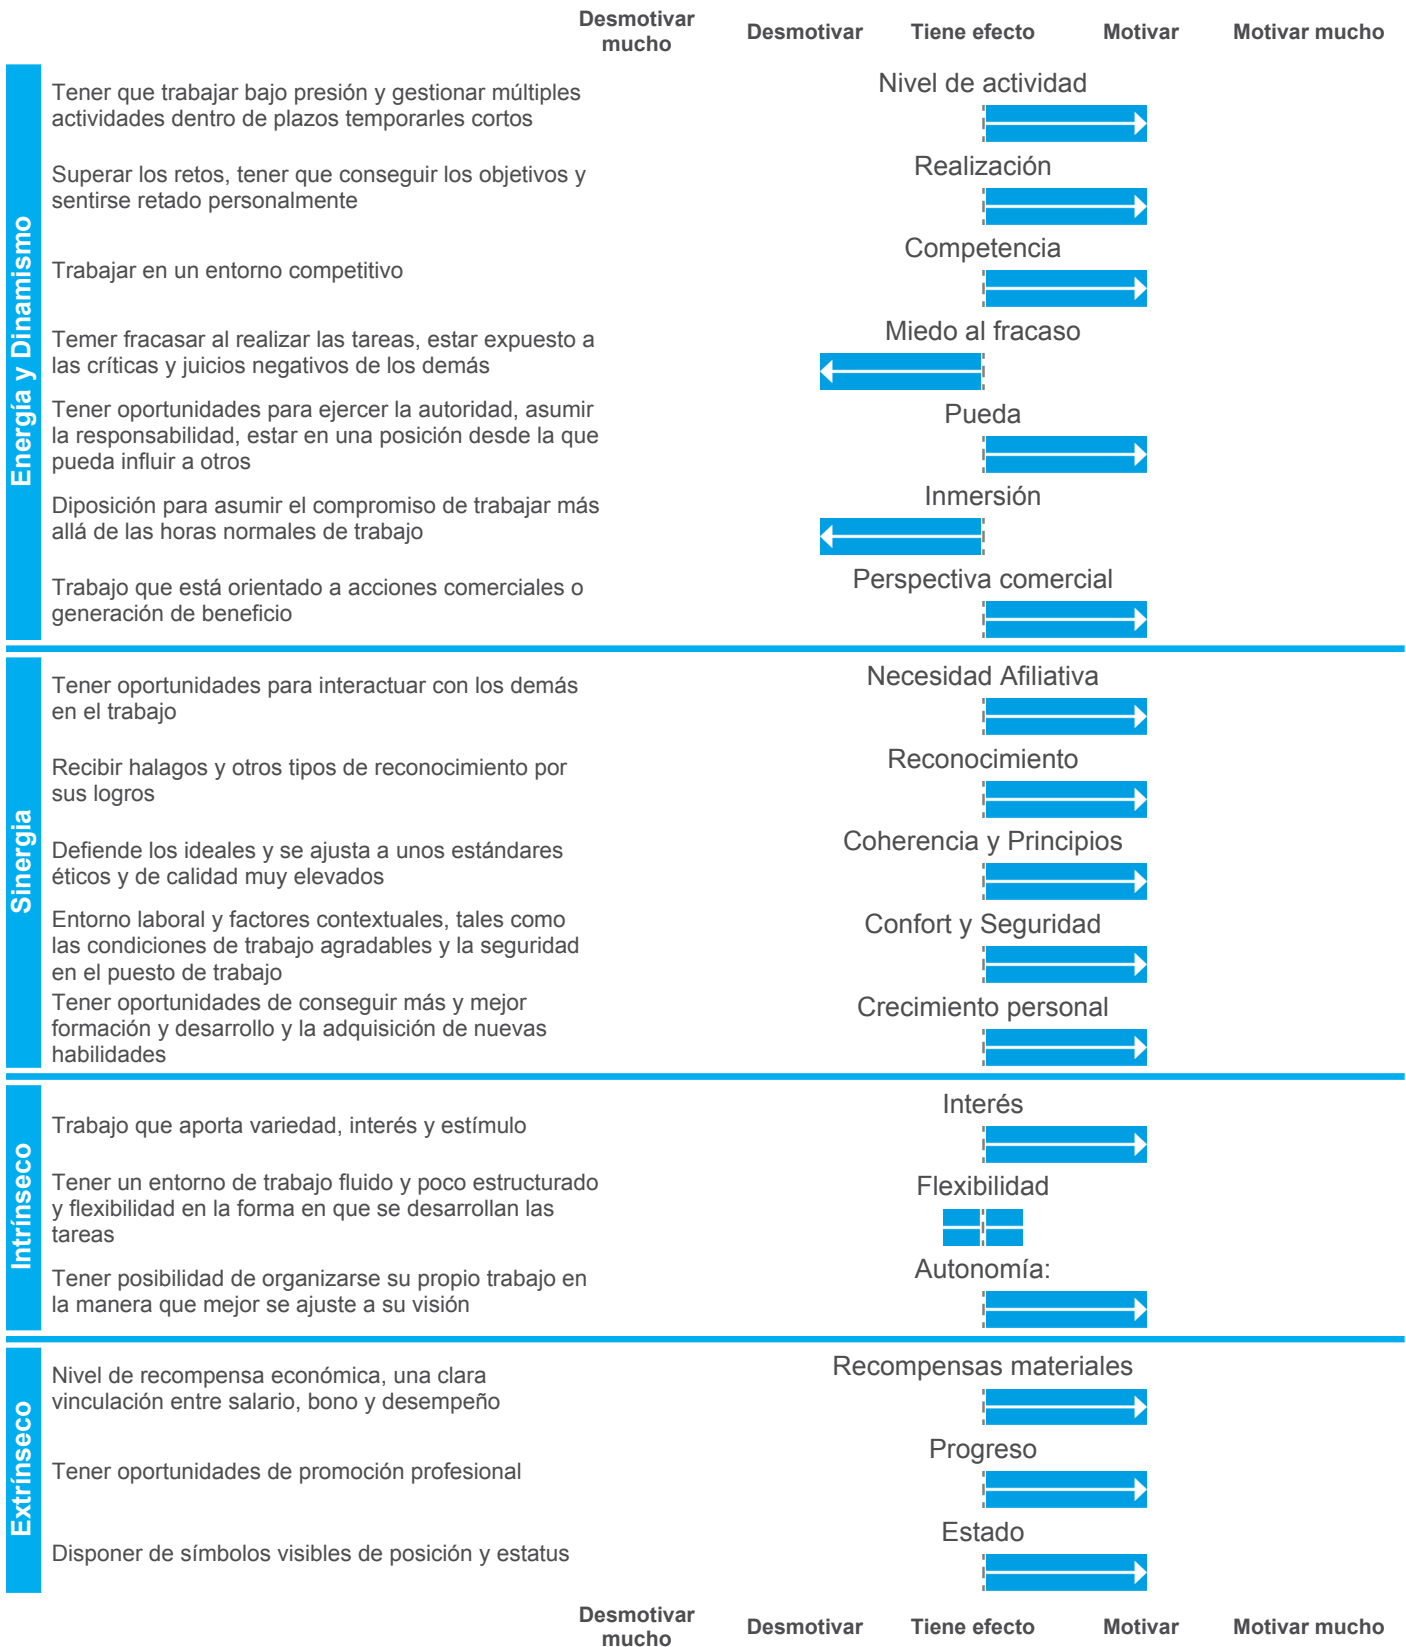 Desmotivar
mucho
Desmotivar
Tiene efecto
Motivar
Motivar mucho
Energía y Dinamismo
Tener que trabajar bajo presión y gestionar múltiples
actividades dentro de plazos temporarles cortos
Nivel de actividad
Superar los retos, tener que conseguir los objetivos y
sentirse retado personalmente
Realización
Trabajar en un entorno competitivo
Competencia
Temer fracasar al realizar las tareas, estar expuesto a
las críticas y juicios negativos de los demás
Miedo al fracaso
Tener oportunidades para ejercer la autoridad, asumir
la responsabilidad, estar en una posición desde la que
pueda influir a otros
Pueda
Diposición para asumir el compromiso de trabajar más
allá de las horas normales de trabajo
Inmersión
Trabajo que está orientado a acciones comerciales o
generación de beneficio
Perspectiva comercial
Sinergia
Tener oportunidades para interactuar con los demás
en el trabajo
Necesidad Afiliativa
Recibir halagos y otros tipos de reconocimiento por
sus logros
Reconocimiento
Defiende los ideales y se ajusta a unos estándares
éticos y de calidad muy elevados
Coherencia y Principios
Entorno laboral y factores contextuales, tales como
las condiciones de trabajo agradables y la seguridad
en el puesto de trabajo
Confort y Seguridad
Tener oportunidades de conseguir más y mejor
formación y desarrollo y la adquisición de nuevas
habilidades
Crecimiento personal
Intrínseco
Trabajo que aporta variedad, interés y estímulo
Interés
Tener un entorno de trabajo fluido y poco estructurado
y flexibilidad en la forma en que se desarrollan las
tareas
Flexibilidad
Tener posibilidad de organizarse su propio trabajo en
la manera que mejor se ajuste a su visión
Autonomía:
Extrínseco
Nivel de recompensa económica, una clara
vinculación entre salario, bono y desempeño
Recompensas materiales
Tener oportunidades de promoción profesional
Progreso
Disponer de símbolos visibles de posición y estatus
Estado
Desmotivar
mucho
Desmotivar
Tiene efecto
Motivar
Motivar mucho